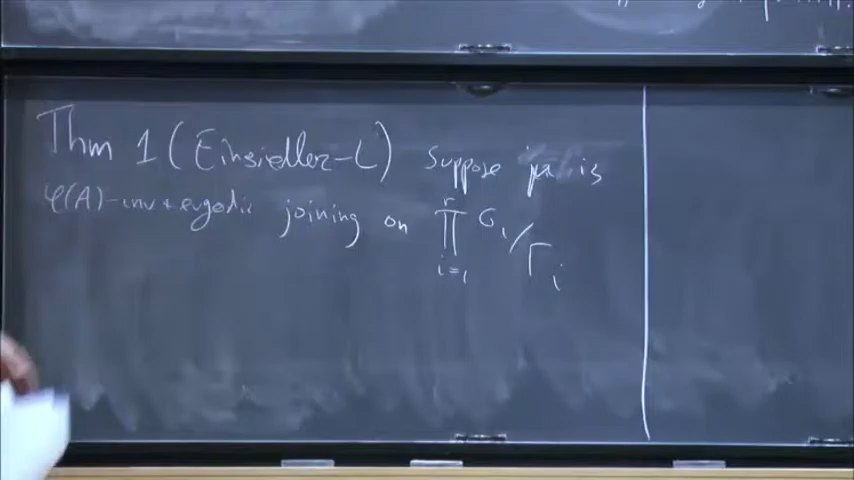 Thm 1 (Einsiedler-L) Suppose μ is
φ(A)-inv + ergodic joining on ∏_{i=1}^{r} G_i/Γ_i